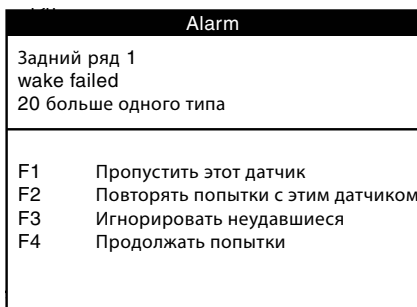 Alarm
Задний ряд 1
wake failed
20 больше одного типа
F1 Пропустить этот датчик
F2 Повторять попытки с этим датчиком
F3 Игнорировать неудавшиеся
F4 Продолжать попытки